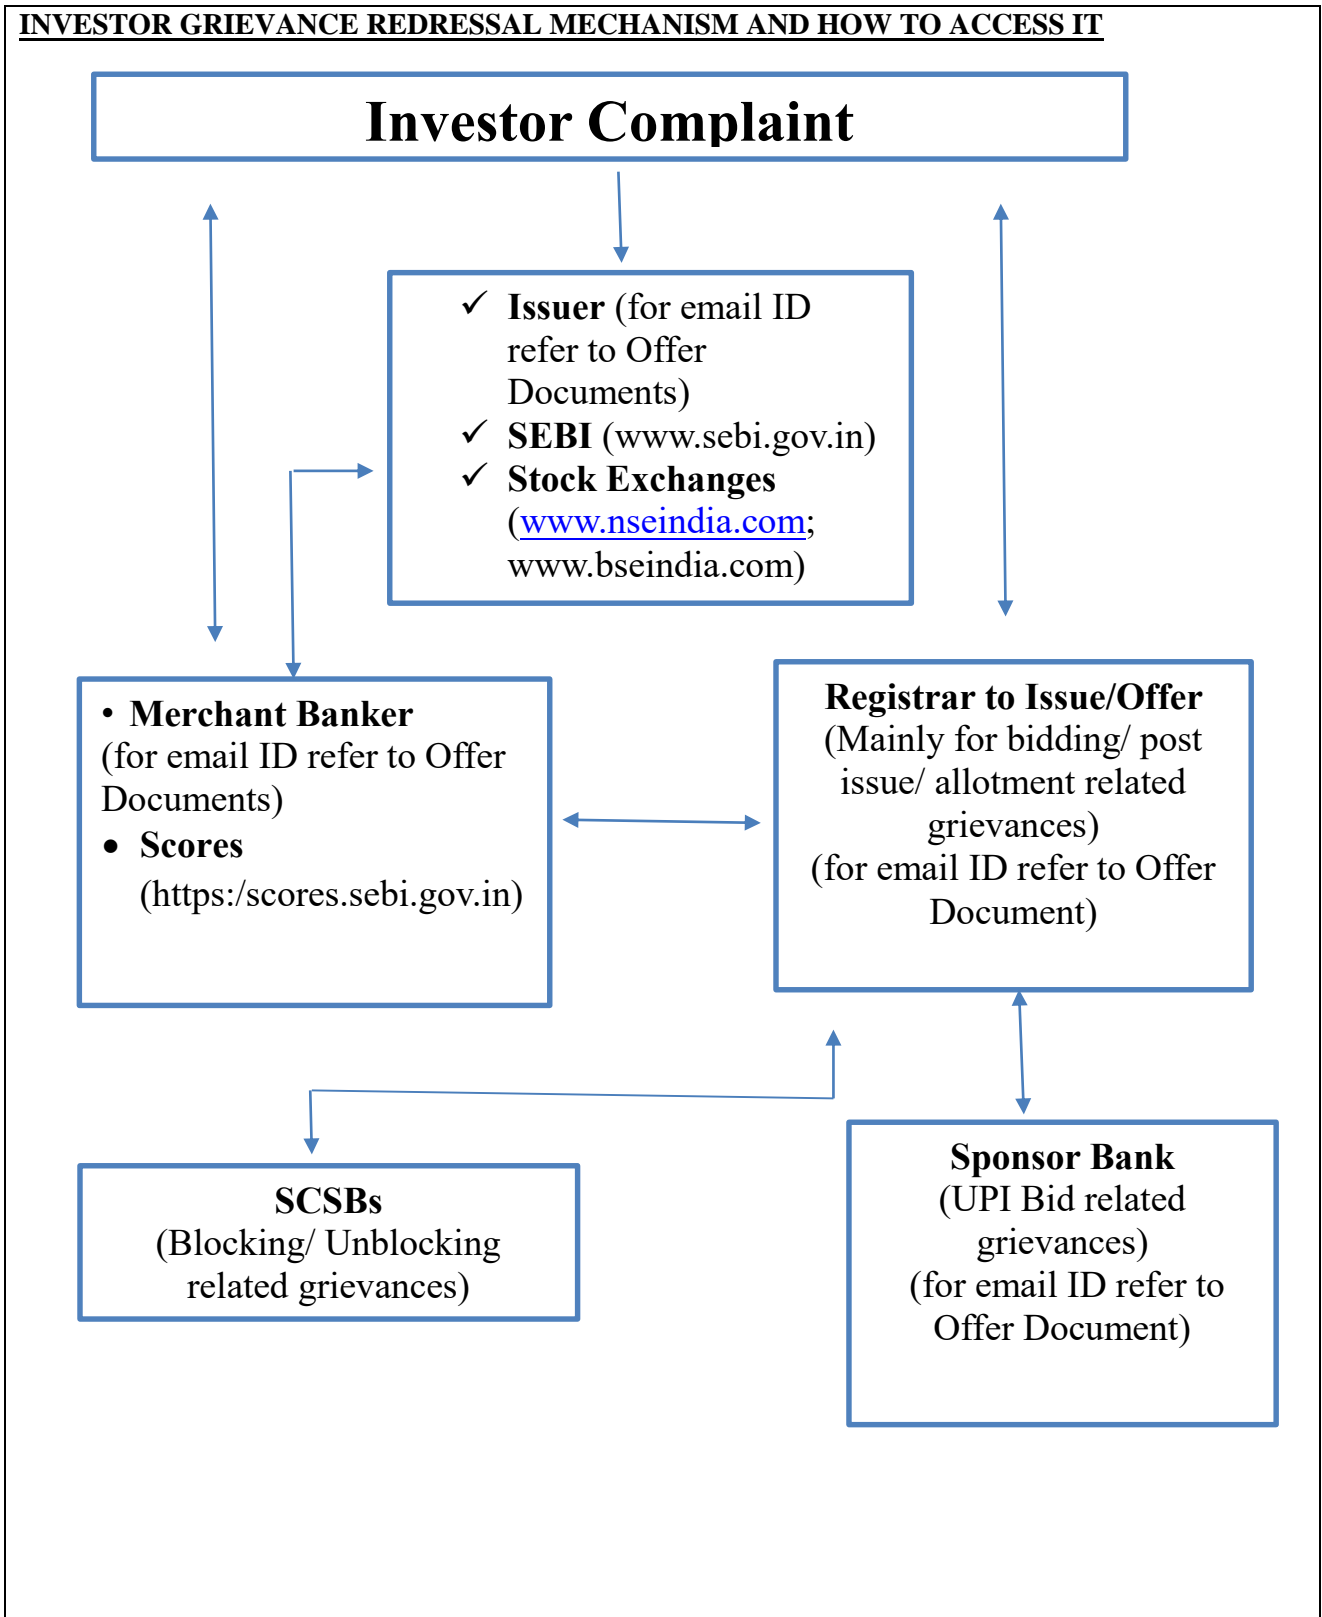 INVESTOR GRIEVANCE REDRESSAL MECHANISM AND HOW TO ACCESS IT
Investor Complaint
✓ Issuer (for email ID
refer to Offer
Documents)
✓ SEBI (www.sebi.gov.in)
✓ Stock Exchanges
(www.nseindia.com;
www.bseindia.com)
• Merchant Banker
(for email ID refer to Offer
Documents)
• Scores
(https:/scores.sebi.gov.in)
Registrar to Issue/Offer
(Mainly for bidding/ post
issue/ allotment related
grievances)
(for email ID refer to Offer
Document)
SCSBs
(Blocking/ Unblocking
related grievances)
Sponsor Bank
(UPI Bid related
grievances)
(for email ID refer to
Offer Document)